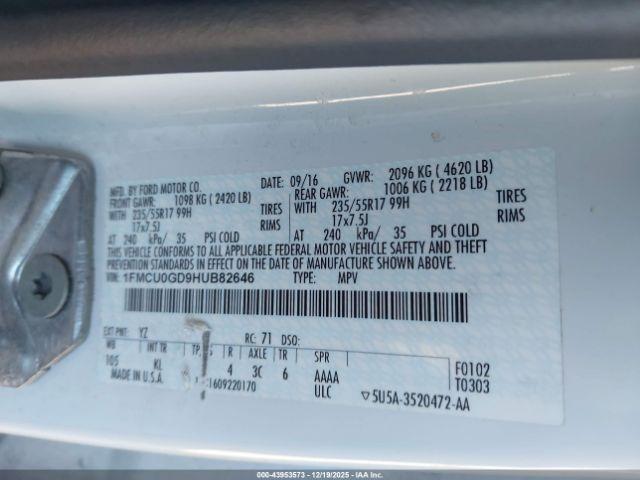 MFD. BY FORD MOTOR CO.
DATE: 09/16 GVWR: 2096 KG ( 4620 LB)
FRONT GAWR: 1098 KG ( 2420 LB) REAR GAWR: 1006 KG ( 2218 LB)
WITH 235/55R17 99H TIRES WITH 235/55R17 99H TIRES
17x7.5J RIMS 17x7.5J RIMS
AT 240 kPa/ 35 PSI COLD AT 240 kPa/ 35 PSI COLD
THIS VEHICLE CONFORMS TO ALL APPLICABLE FEDERAL MOTOR VEHICLE SAFETY AND THEFT
PREVENTION STANDARDS IN EFFECT ON THE DATE OF MANUFACTURE SHOWN ABOVE.
VIN: 1FMCU0GD9HUB82646 TYPE: MPV
EXT PNT: YZ RC: 71 DSO:
WB INT TR R AXLE TR SPR
105 KL 4 3C 6 AAAA F0102
MADE IN U.S.A. 1609220170 ULC T0303
▽5U5A-3520472-AA
000-43953573 - 12/19/2025 - IAAI.com